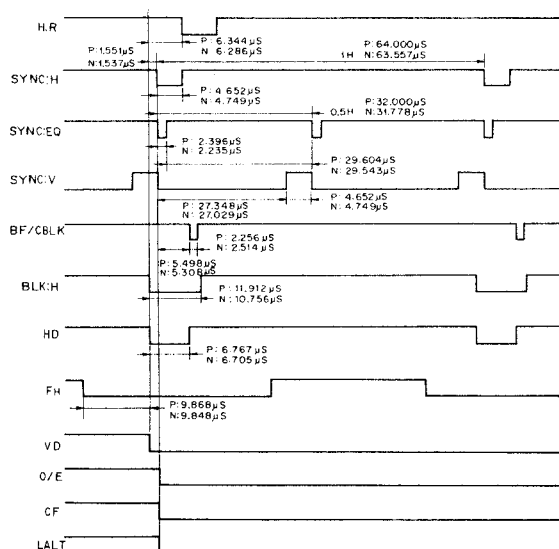 H.R
P:1.551µS
N:1.537µS
P: 6.344µS
N: 6.286µS
P:64.000µS
1H N:63.557µS
SYNC:H
P: 4.652µS
N: 4.749µS
P:32.000µS
0.5H N:31.778µS
SYNC:EQ
P: 2.396µS
N: 2.235µS
P:29.604µS
N:29.543µS
SYNC:V
P:27.348µS
N:27.029µS
P:4.652µS
N:4.749µS
BF/CBLK
P:2.256µS
N:2.514µS
P:5.498µS
N:5.308µS
BLK:H
P:11.912µS
N:10.756µS
HD
P: 6.767µS
N: 6.705µS
FH
P:9.868µS
N:9.848µS
VD
O/E
CF
LALT